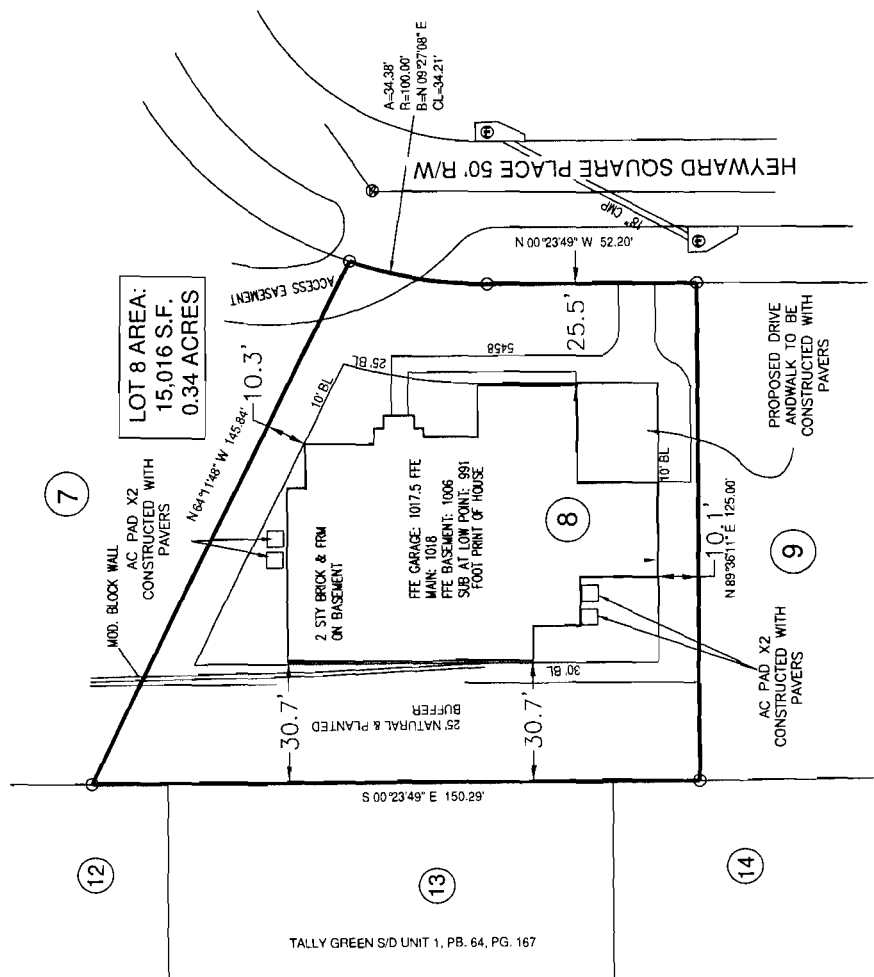 A=34.38'
R=100.00'
B=N 09°27'08" E
CL=34.21'
HEYWARD SQUARE PLACE 50' R/W
18" CMP
N 00°23'49" W 52.20'
ACCESS EASEMENT
LOT 8 AREA:
15,016 S.F.
0.34 ACRES
N 64°11'48" W 145.84'
10.3'
10' BL
25' BL
5458
25.5'
7
MOD. BLOCK WALL
AC PAD X2
CONSTRUCTED WITH
PAVERS
2 STY BRICK & FRM
ON BASEMENT
FFE GARAGE: 1017.5 FFE
MAIN: 1018
FFE BASEMENT: 1006
SUB AT LOW POINT: 991
FOOT PRINT OF HOUSE
8
10' BL
PROPOSED DRIVE
ANDWALK TO BE
CONSTRUCTED WITH
PAVERS
10.1'
N 89°36'11" E 125.00'
9
30.7'
25' NATURAL & PLANTED
BUFFER
30.7'
30' BL
AC PAD X2
CONSTRUCTED WITH
PAVERS
S 00°23'49" E 150.29'
12
13
14
TALLY GREEN S/D UNIT 1, PB. 64, PG. 167